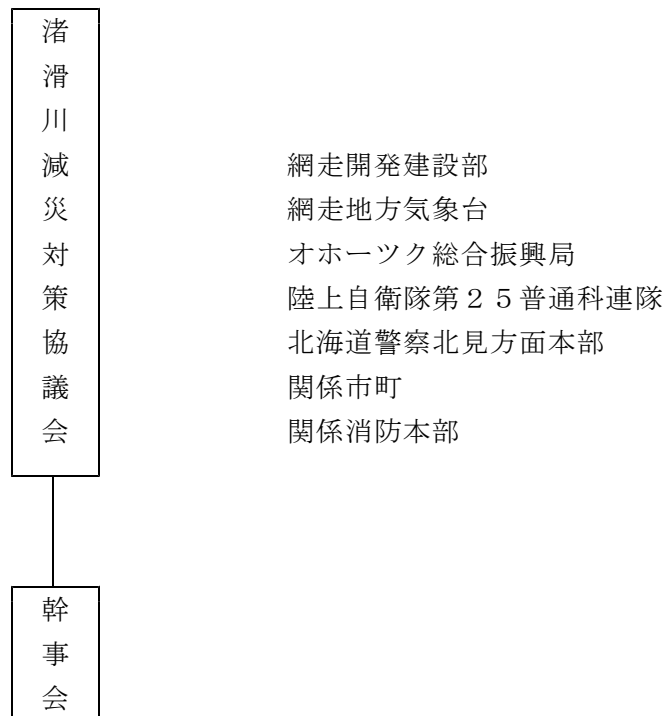 渚滑川減災対策協議会
網走開発建設部
網走地方気象台
オホーツク総合振興局
陸上自衛隊第２５普通科連隊
北海道警察北見方面本部
関係市町
関係消防本部
幹事会